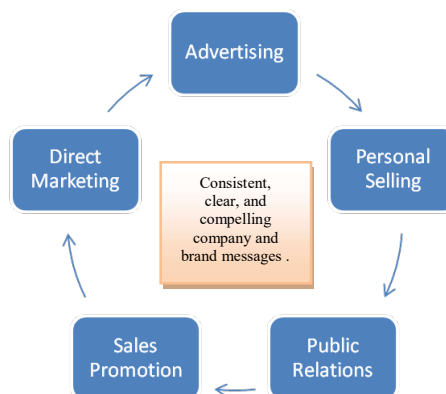 Advertising
Direct
Marketing
Personal
Selling
Consistent,
clear, and
compelling
company and
brand messages .
Sales
Promotion
Public
Relations